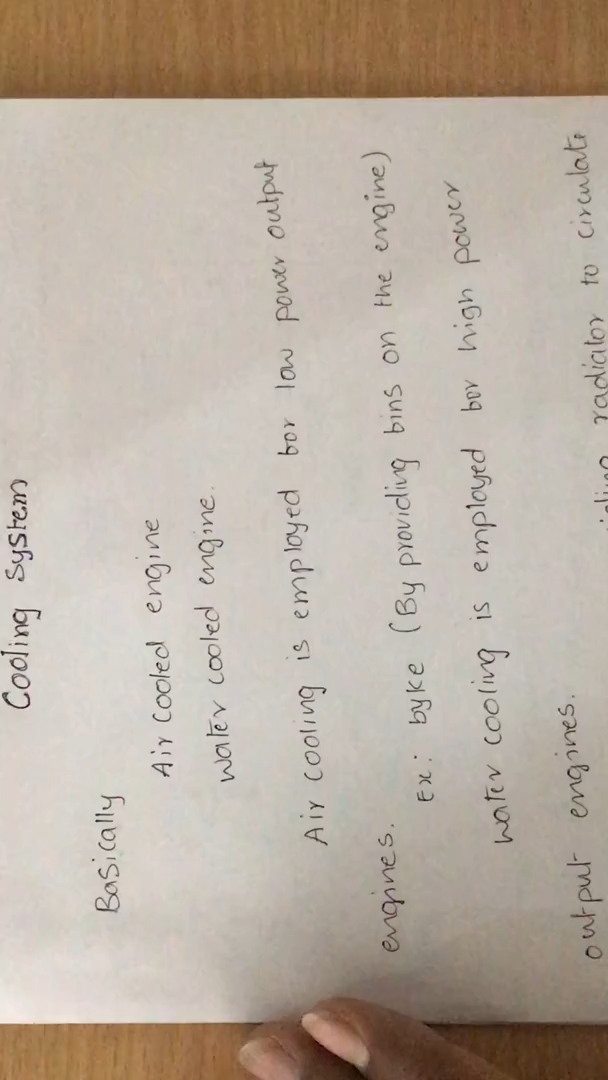 Cooling System
Basically
Air cooled engine
water cooled engine.
Air cooling is employed bor low power output
engines.
Ex: byke (By providing bins on the engine)
water cooling is employed bor high power
output engines.
radiator to circulate